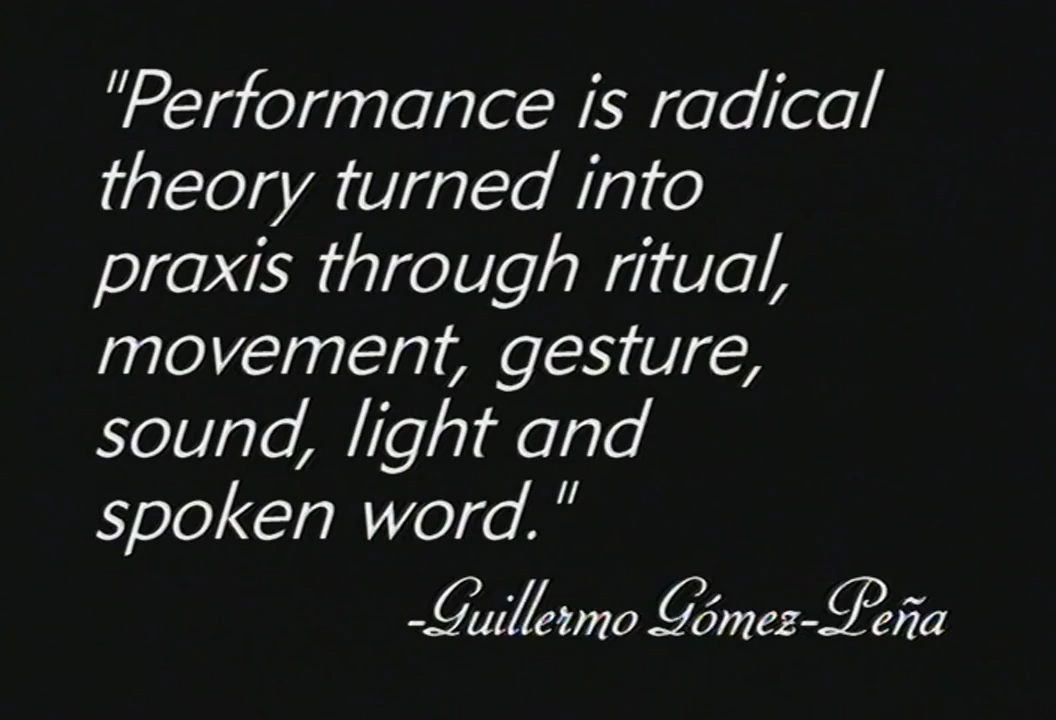 "Performance is radical
theory turned into
praxis through ritual,
movement, gesture,
sound, light and
spoken word."
-Guillermo Gómez-Peña